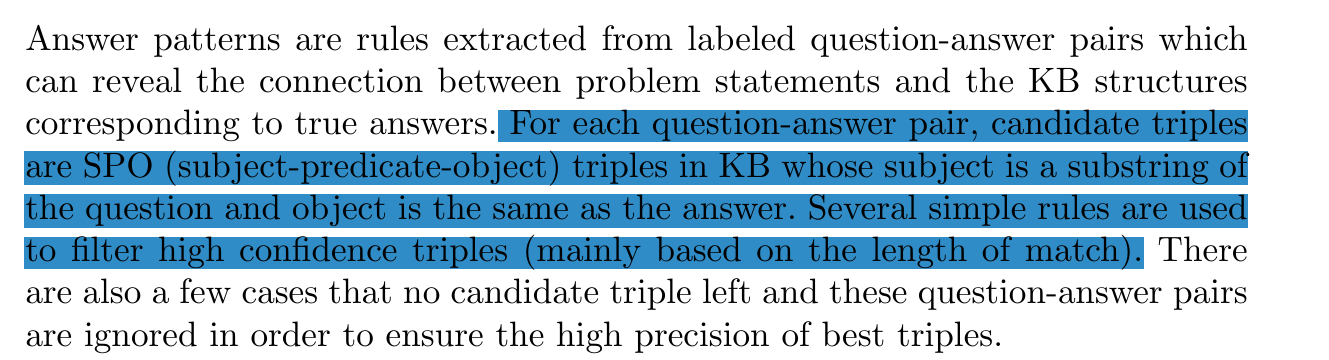 Answer patterns are rules extracted from labeled question-answer pairs which
can reveal the connection between problem statements and the KB structures
corresponding to true answers. For each question-answer pair, candidate triples
are SPO (subject-predicate-object) triples in KB whose subject is a substring of
the question and object is the same as the answer. Several simple rules are used
to filter high confidence triples (mainly based on the length of match). There
are also a few cases that no candidate triple left and these question-answer pairs
are ignored in order to ensure the high precision of best triples.